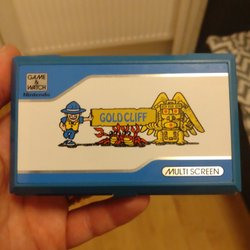 GAME &
WATCH
Nintendo
GOLD CLIFF
MULTI SCREEN